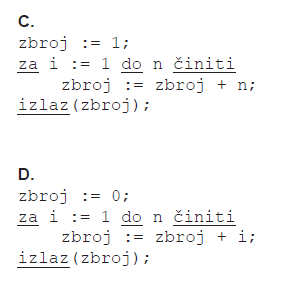 C.
zbroj := 1;
za i := 1 do n činiti
zbroj := zbroj + n;
izlaz(zbroj);
D.
zbroj := 0;
za i := 1 do n činiti
zbroj := zbroj + i;
izlaz(zbroj);